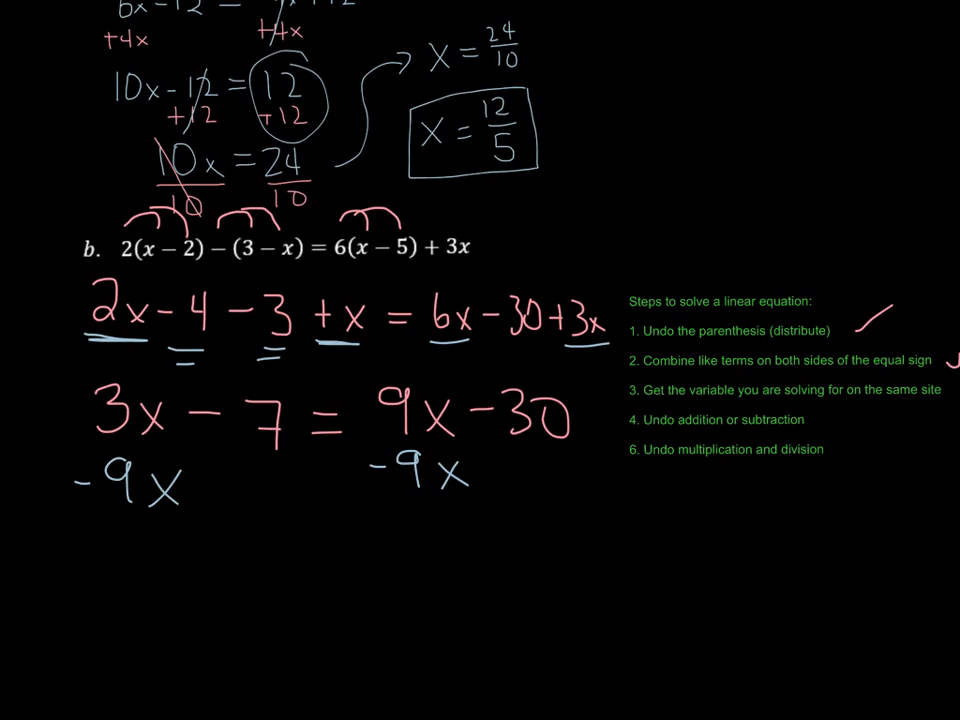 6x - 12 =
+4x +4x
10x - 12 = 12
+12 +12
10x = 24
10 10
x = 24/10
x = 12/5
b. 2(x − 2) − (3 − x) = 6(x − 5) + 3x
2x - 4 - 3 + x = 6x - 30 + 3x
3x - 7 = 9x - 30
-9x -9x
Steps to solve a linear equation:
1. Undo the parenthesis (distribute)
2. Combine like terms on both sides of the equal sign
3. Get the variable you are solving for on the same site
4. Undo addition or subtraction
6. Undo multiplication and division